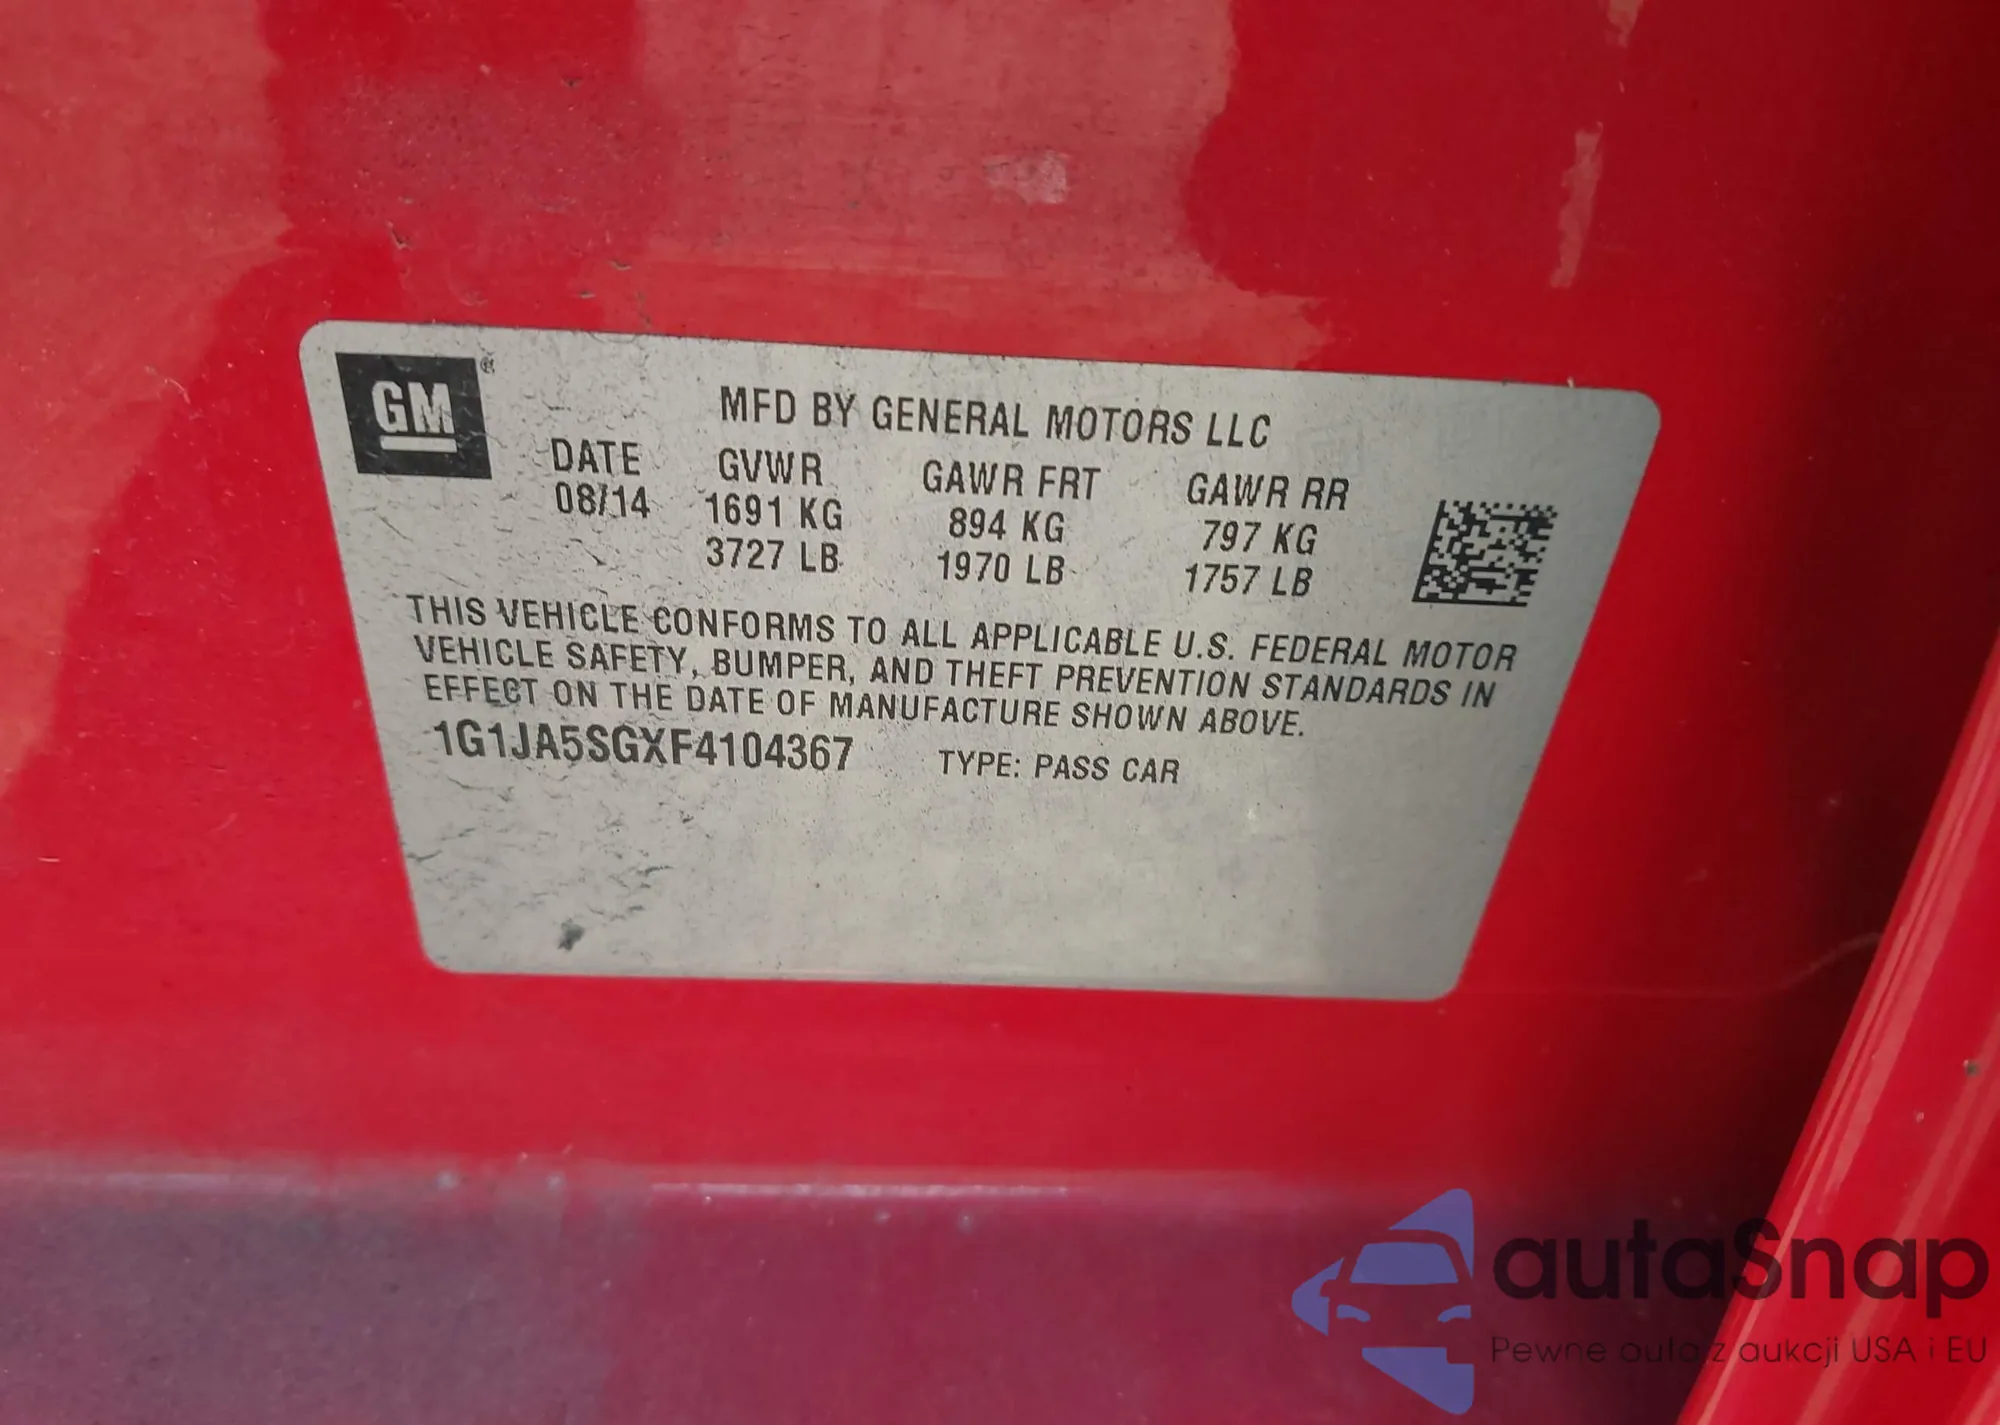 GM®
MFD BY GENERAL MOTORS LLC
DATE GVWR GAWR FRT GAWR RR
08/14 1691 KG 894 KG 797 KG
3727 LB 1970 LB 1757 LB
THIS VEHICLE CONFORMS TO ALL APPLICABLE U.S. FEDERAL MOTOR
VEHICLE SAFETY, BUMPER, AND THEFT PREVENTION STANDARDS IN
EFFECT ON THE DATE OF MANUFACTURE SHOWN ABOVE.
1G1JA5SGXF4104367 TYPE: PASS CAR
autaSnap
Pewne auta z aukcji USA i EU